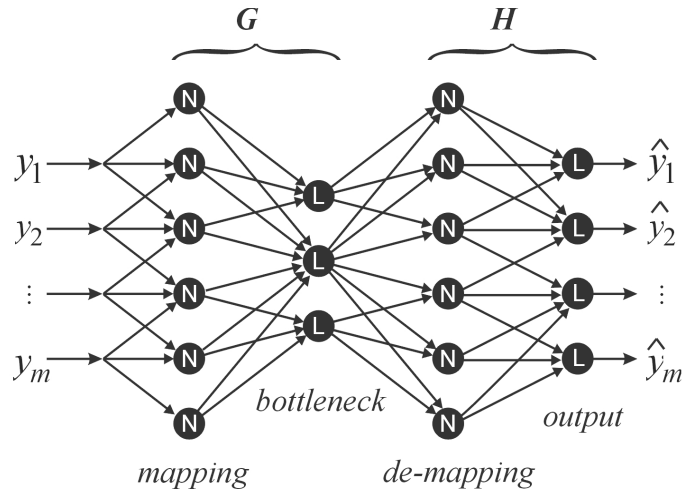 G H
N N
y₁ N N L ŷ₁
L
y₂ N N L ŷ₂
L
⋮ N N L ⋮
L
yₘ N N L ŷₘ
bottleneck
N N output
mapping de-mapping